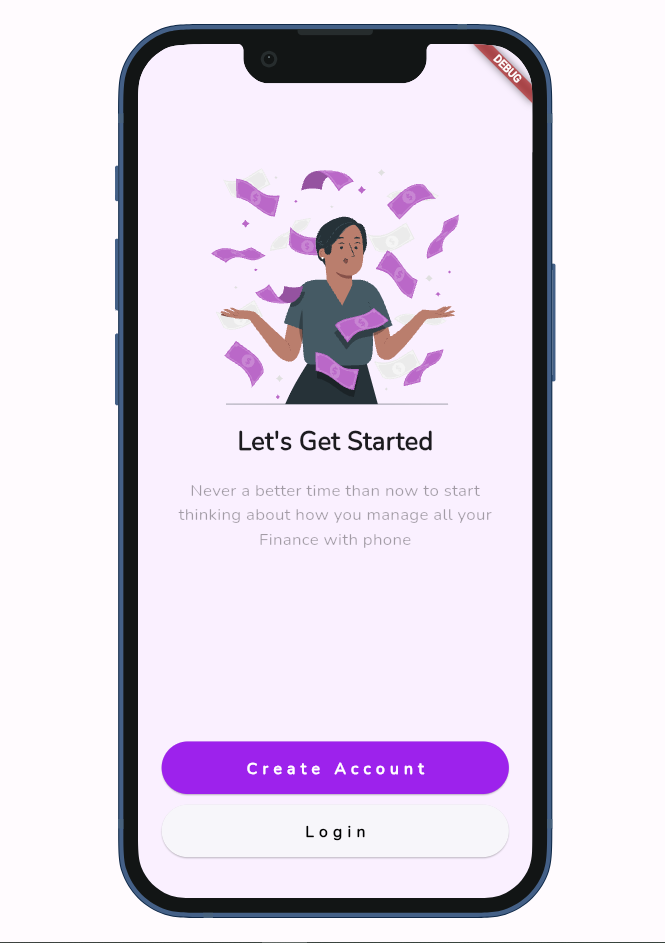 DEBUG
Let's Get Started
Never a better time than now to start
thinking about how you manage all your
Finance with phone
Create Account
Login